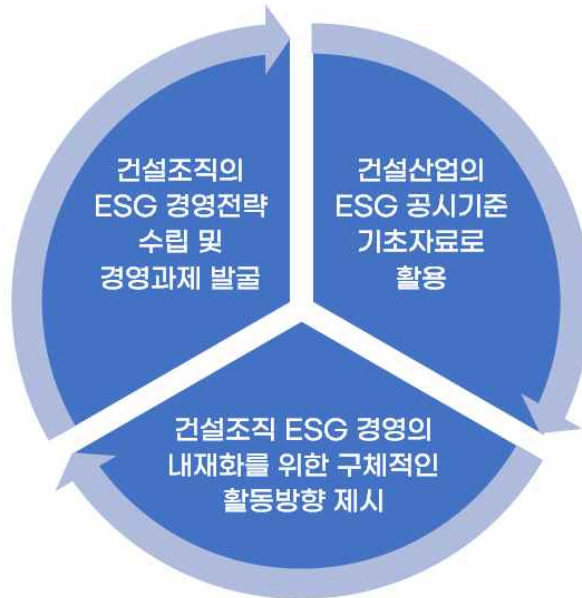 건설조직의
ESG 경영전략
수립 및
경영과제 발굴
건설산업의
ESG 공시기준
기초자료로
활용
건설조직 ESG 경영의
내재화를 위한 구체적인
활동방향 제시